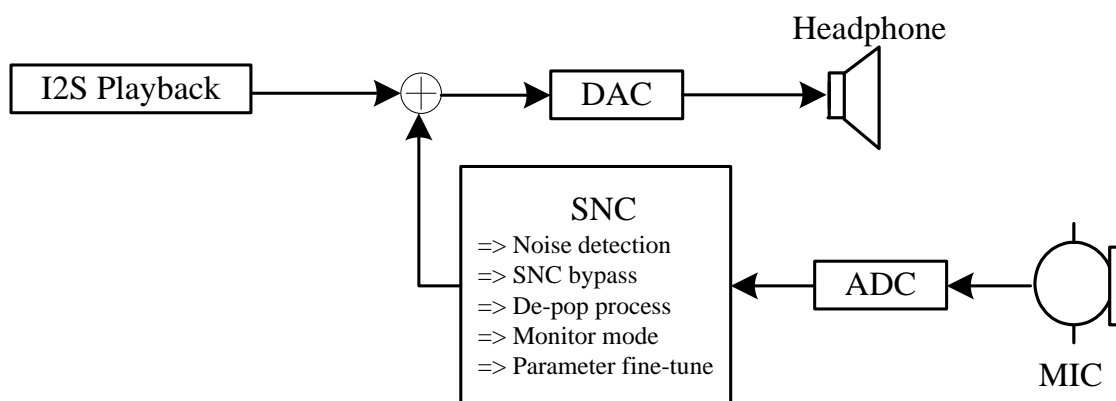 Headphone
I2S Playback
DAC
SNC
=> Noise detection
=> SNC bypass
=> De-pop process
=> Monitor mode
=> Parameter fine-tune
ADC
MIC